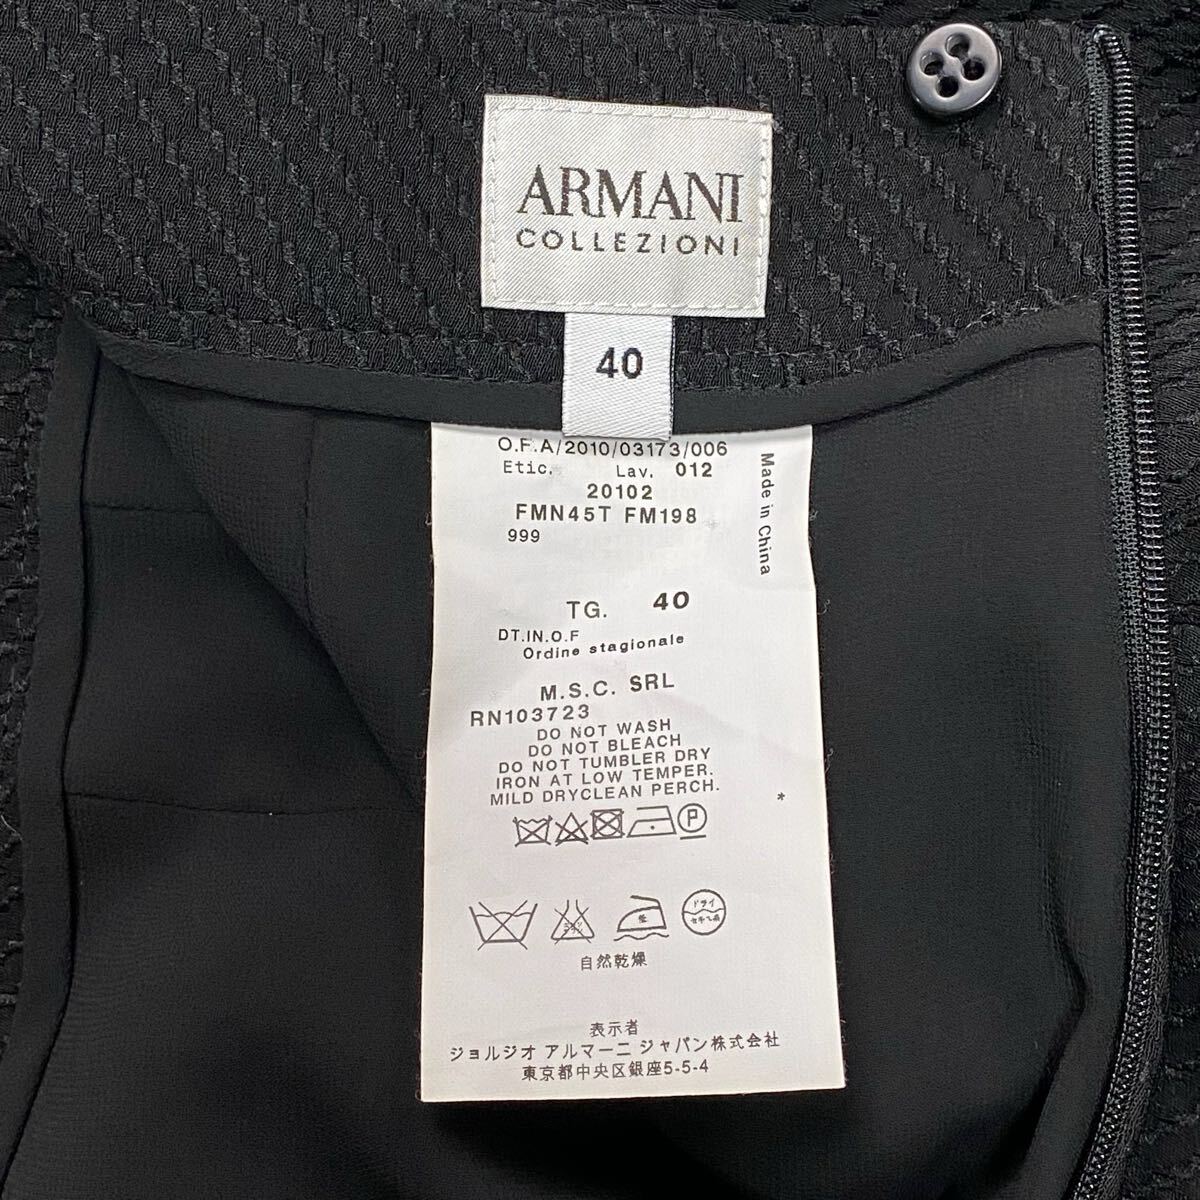 ARMANI
COLLEZIONI
40
O.F.A/2010/03173/006
Etic. Lav. 012
20102
FMN45T FM198
999
Made in China
TG. 40
DT.IN.O.F
Ordine stagionale
M.S.C. SRL
RN103723
DO NOT WASH
DO NOT BLEACH
DO NOT TUMBLER DRY
IRON AT LOW TEMPER.
MILD DRYCLEAN PERCH.
*
P
低
ドライ
自然乾燥
表示者
ジョルジオ アルマーニ ジャパン株式会社
東京都中央区銀座5-5-4